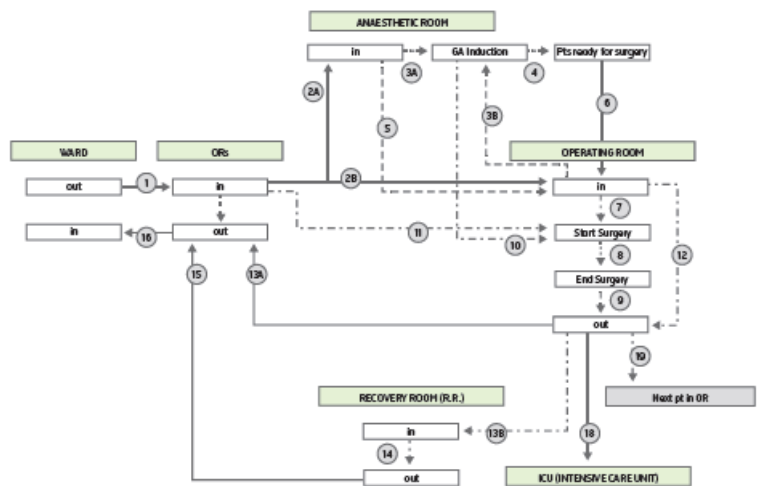 ANAESTHETIC ROOM
in
3A
GA Induction
4
Pts ready for surgery
2A
5
3B
6
WARD
ORs
OPERATING ROOM
out
1
in
2B
in
7
in
16
out
11
10
Start Surgery
8
12
15
13A
End Surgery
9
out
19
RECOVERY ROOM (R.R.)
Next pt in OR
in
13B
18
14
out
ICU (INTENSIVE CARE UNIT)